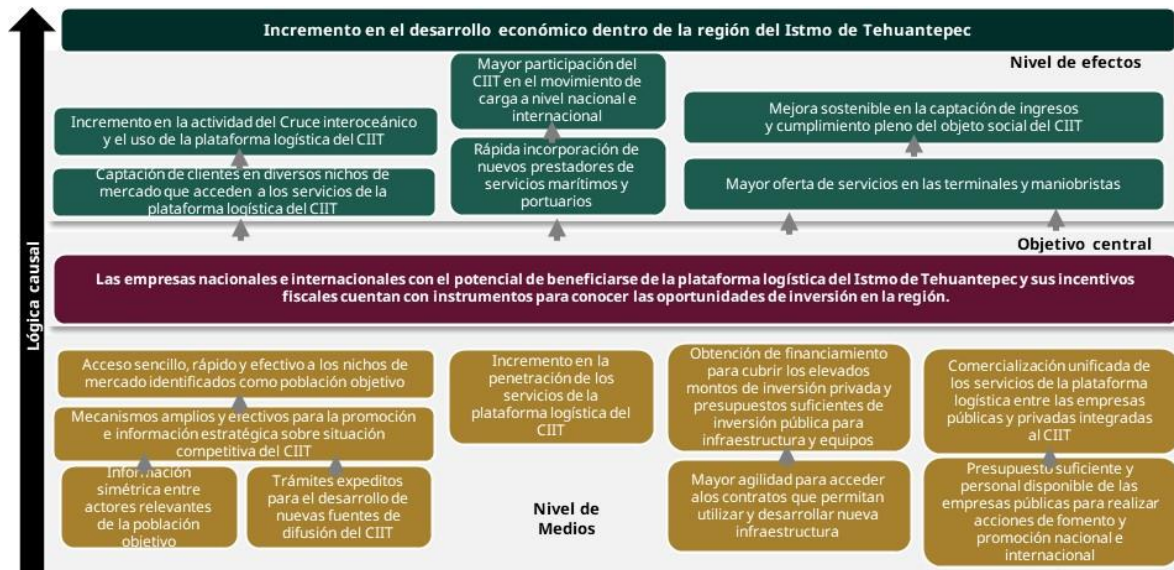 Incremento en el desarrollo económico dentro de la región del Istmo de Tehuantepec
Nivel de efectos
Mayor participación del
CIIT en el movimiento de
carga a nivel nacional e
internacional
Incremento en la actividad del Cruce interoceánico
y el uso de la plataforma logística del CIIT
Mejora sostenible en la captación de ingresos
y cumplimiento pleno del objeto social del CIIT
Captación de clientes en diversos nichos de
mercado que acceden a los servicios de la
plataforma logística del CIIT
Rápida incorporación de
nuevos prestadores de
servicios marítimos y
portuarios
Mayor oferta de servicios en las terminales y maniobristas
Objetivo central
Las empresas nacionales e internacionales con el potencial de beneficiarse de la plataforma logística del Istmo de Tehuantepec y sus incentivos
fiscales cuentan con instrumentos para conocer las oportunidades de inversión en la región.
Lógica causal
Acceso sencillo, rápido y efectivo a los nichos de
mercado identificados como población objetivo
Incremento en la
penetración de los
servicios de la
plataforma logística del
CIIT
Obtención de financiamiento
para cubrir los elevados
montos de inversión privada y
presupuestos suficientes de
inversión pública para
infraestructura y equipos
Comercialización unificada de
los servicios de la plataforma
logística entre las empresas
públicas y privadas integradas
al CIIT
Mecanismos amplios y efectivos para la promoción
e información estratégica sobre situación
competitiva del CIIT
Información
simétrica entre
actores relevantes
de la población
objetivo
Trámites expeditos
para el desarrollo de
nuevas fuentes de
difusión del CIIT
Nivel de
Medios
Mayor agilidad para acceder
alos contratos que permitan
utilizar y desarrollar nueva
infraestructura
Presupuesto suficiente y
personal disponible de las
empresas públicas para realizar
acciones de fomento y
promoción nacional e
internacional